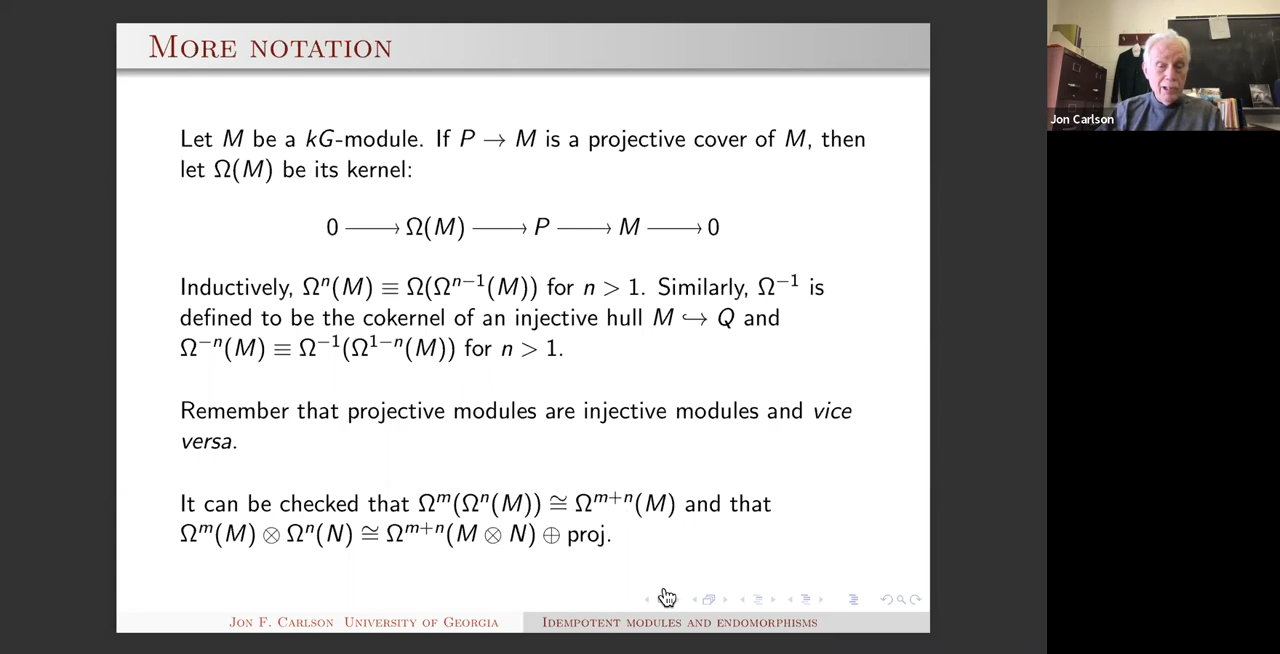 More notation
Let M be a kG-module. If P → M is a projective cover of M, then
let Ω(M) be its kernel:
0 ⟶ Ω(M) ⟶ P ⟶ M ⟶ 0
Inductively, Ωⁿ(M) ≡ Ω(Ωⁿ⁻¹(M)) for n > 1. Similarly, Ω⁻¹ is
defined to be the cokernel of an injective hull M ↪ Q and
Ω⁻ⁿ(M) ≡ Ω⁻¹(Ω¹⁻ⁿ(M)) for n > 1.
Remember that projective modules are injective modules and vice
versa.
It can be checked that Ωᵐ(Ωⁿ(M)) ≅ Ωᵐ⁺ⁿ(M) and that
Ωᵐ(M) ⊗ Ωⁿ(N) ≅ Ωᵐ⁺ⁿ(M ⊗ N) ⊕ proj.
Jon F. Carlson University of Georgia
Idempotent modules and endomorphisms
Jon Carlson